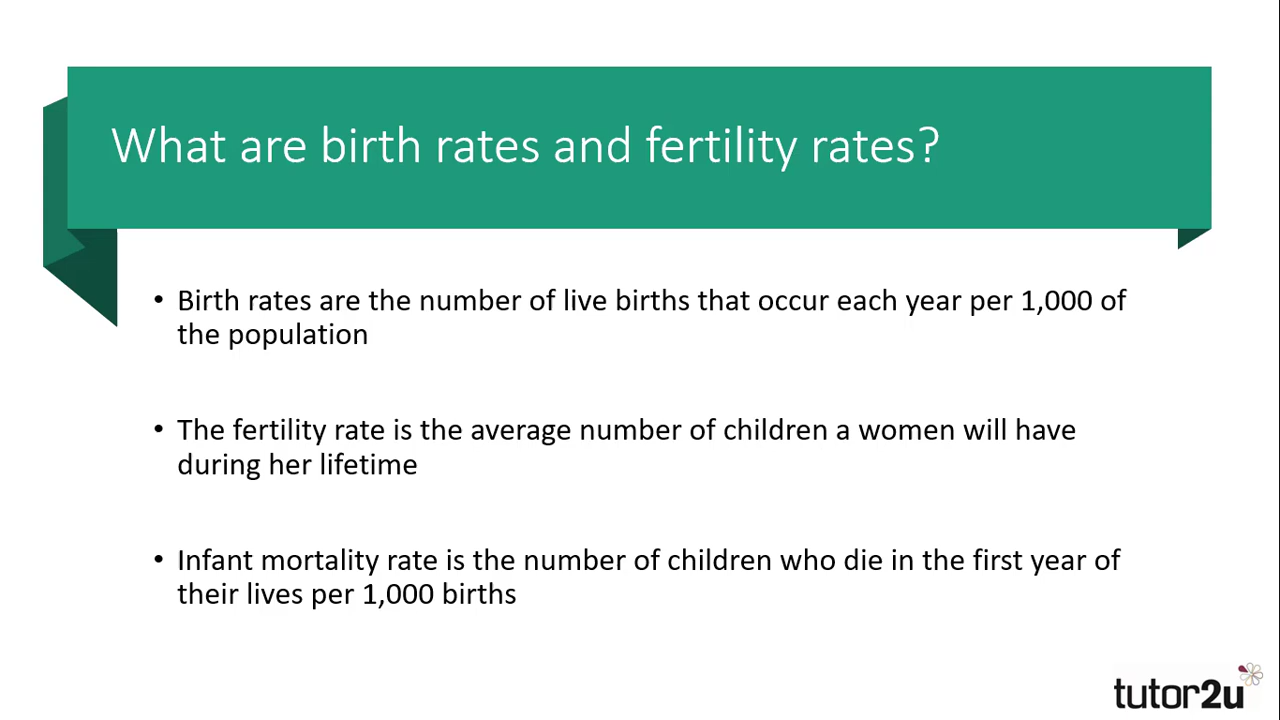 What are birth rates and fertility rates?
• Birth rates are the number of live births that occur each year per 1,000 of
the population
• The fertility rate is the average number of children a women will have
during her lifetime
• Infant mortality rate is the number of children who die in the first year of
their lives per 1,000 births
tutor2u